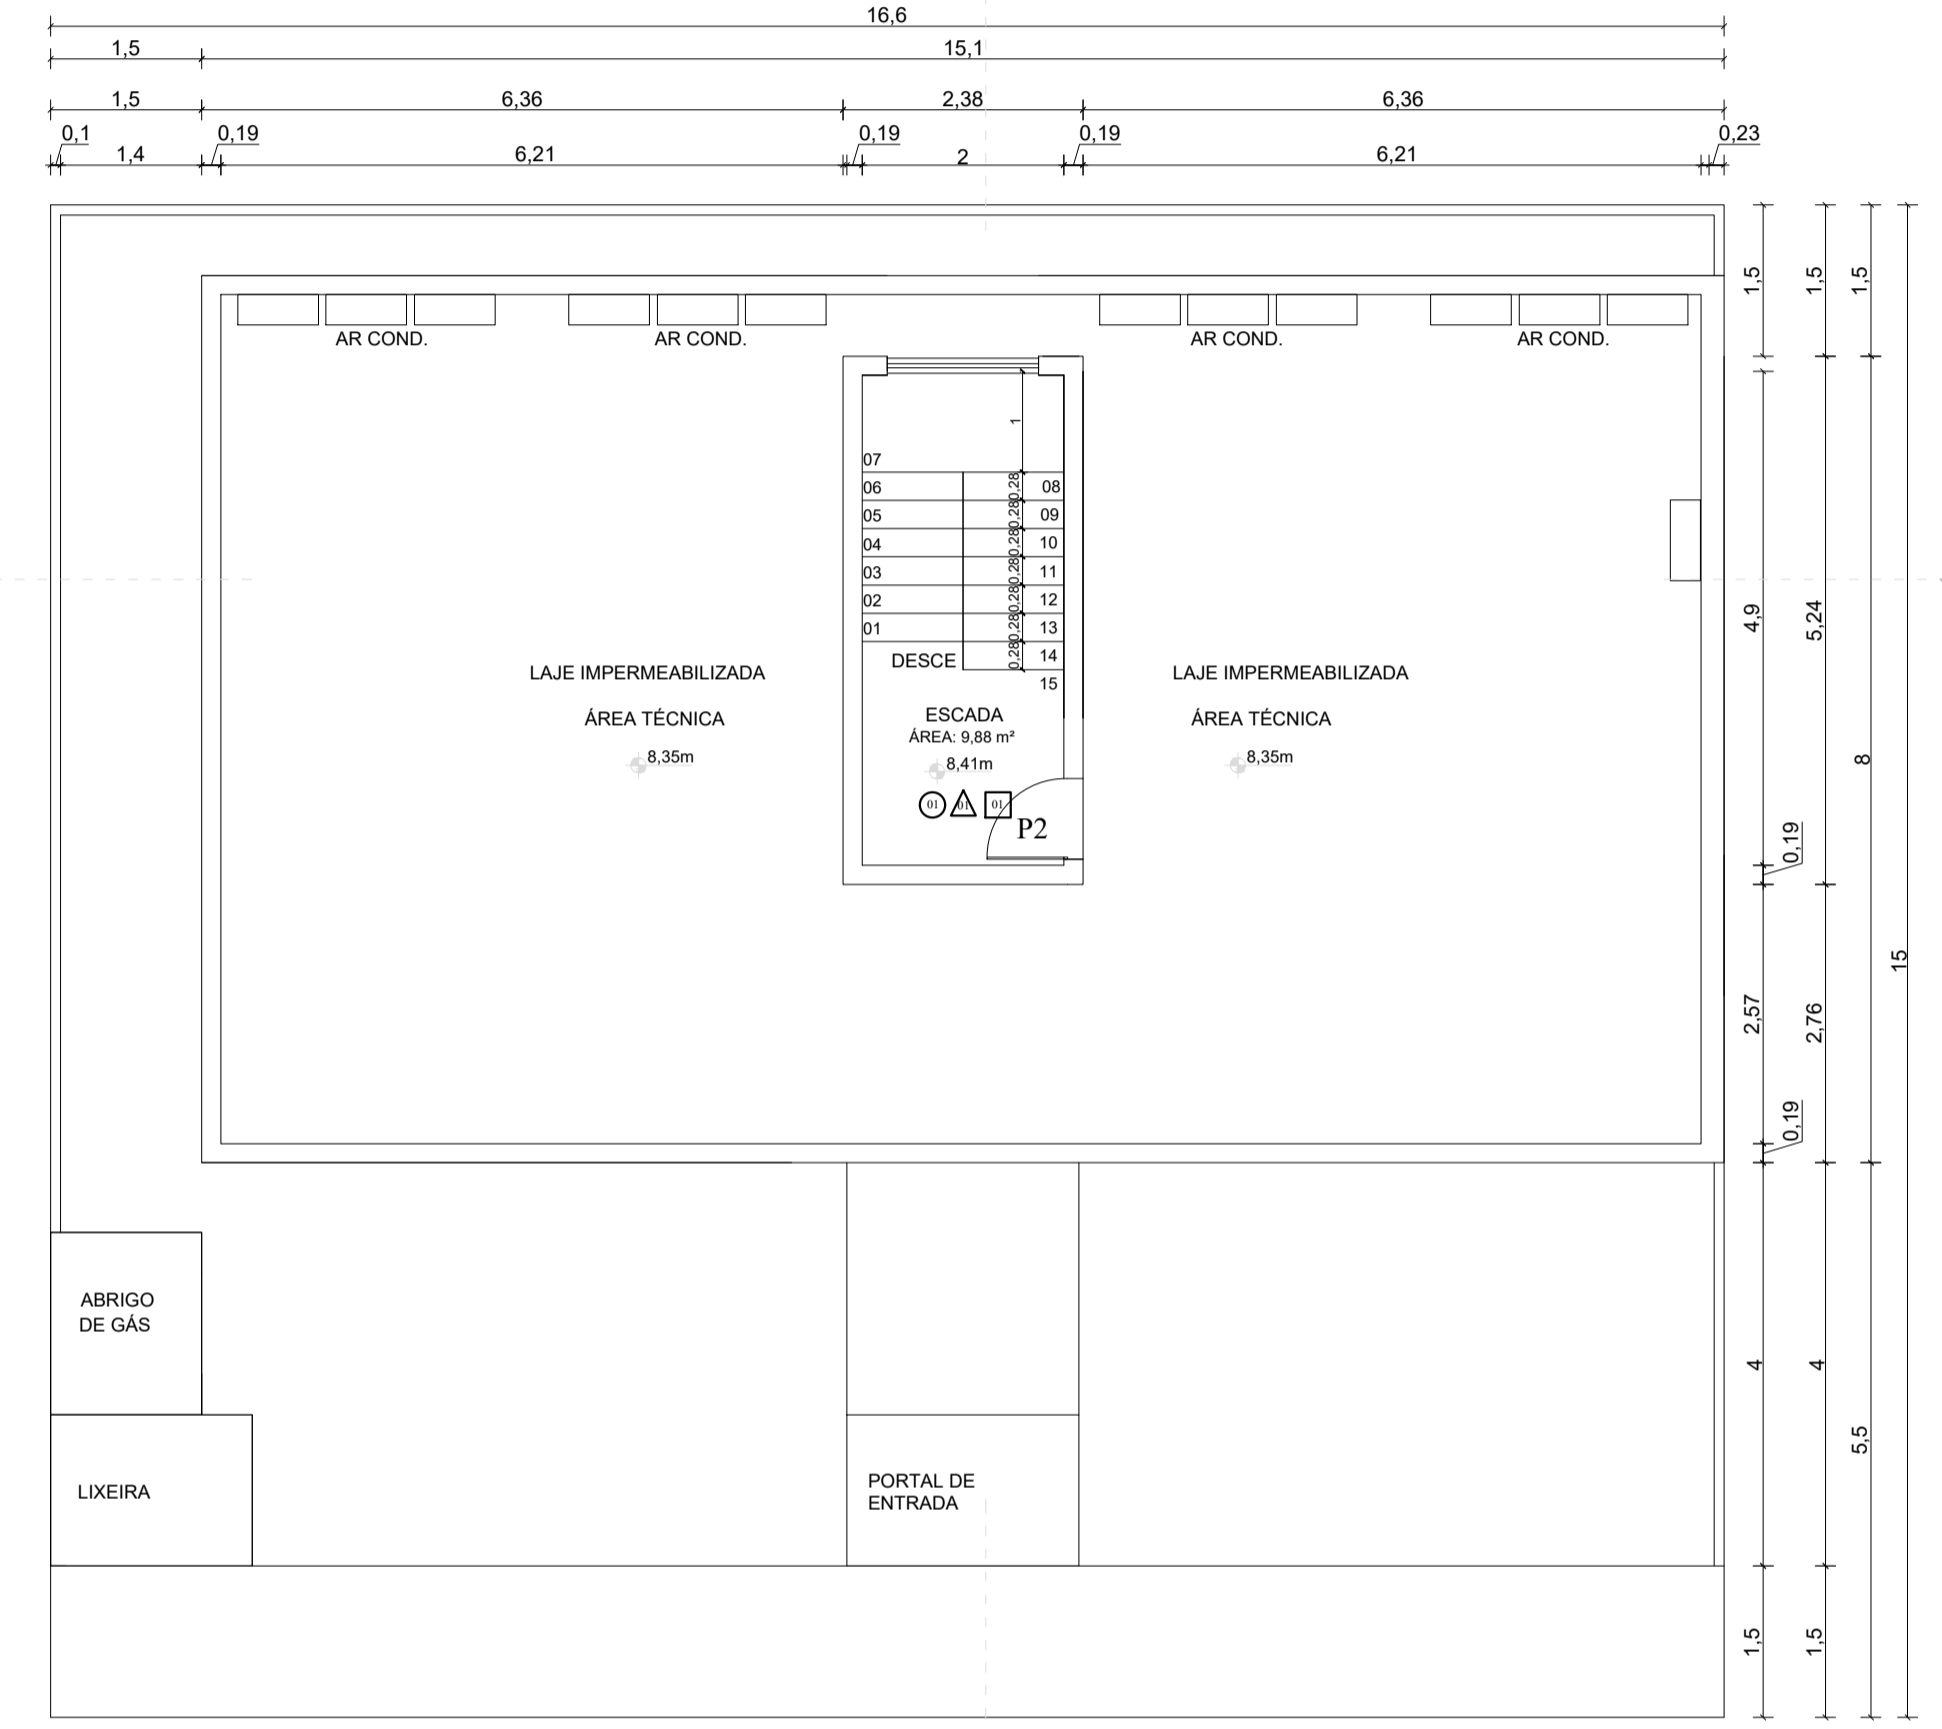 16,6
1,5
15,1
1,5
6,36
2,38
6,36
0,1
0,19
0,19
0,19
0,23
1,4
6,21
2
6,21
1,5
1,5
1,5
AR COND.
AR COND.
AR COND.
AR COND.
1
07
06
05
04
03
02
01
0,28
0,28
0,28
0,28
0,28
0,28
0,28
08
09
10
11
12
13
14
15
DESCE
4,9
5,24
8
15
LAJE IMPERMEABILIZADA
ÁREA TÉCNICA
8,35m
ESCADA
ÁREA: 9,88 m²
8,41m
01
01
01
P2
LAJE IMPERMEABILIZADA
ÁREA TÉCNICA
8,35m
0,19
2,57
2,76
0,19
ABRIGO
DE GÁS
LIXEIRA
PORTAL DE
ENTRADA
4
4
5,5
1,5
1,5